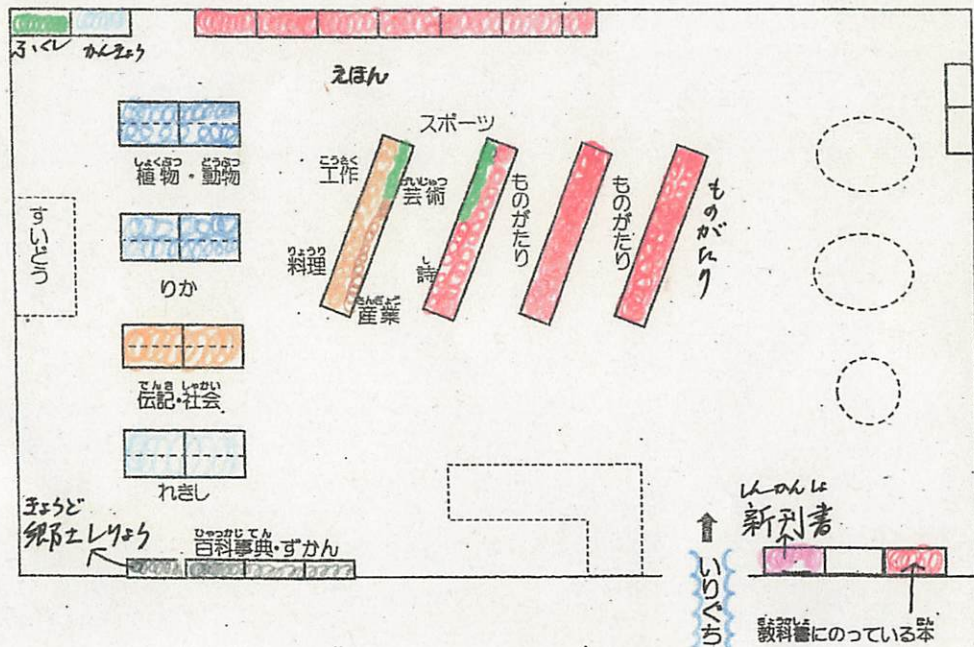 ふくし
かんきょう
えほん
スポーツ
しょくぶつ どうぶつ
植物・動物
こうさく
工作
げいじゅつ
芸術
ものがたり
ものがたり
ものがたり
すいどう
りか
りょうり
料理
し
詩
さんぎょう
産業
でんき しゃかい
伝記・社会
れきし
きょうど
郷土しりょう
ひゃっかじてん
百科事典・ずかん
しんかんしょ
新刊書
いりぐち
きょうかしょ ほん
教科書にのっている本